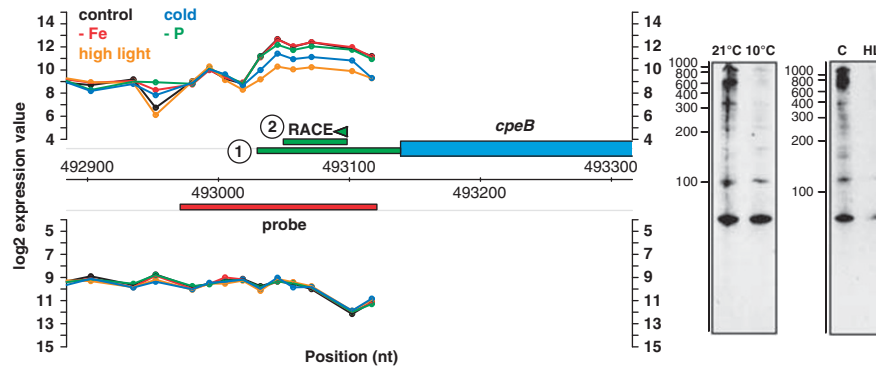 control cold
- Fe - P
high light
14 14
12 12
10 10
8 8
6 6
4 4
log2 expression value
2 RACE
1
cpeB
492900 493100 493300
493000 493200
probe
5 5
7 7
9 9
11 11
13 13
15 15
Position (nt)
21°C 10°C
1000
800
600
400
300
200
100
C HL
1000
800
600
400
300
200
100